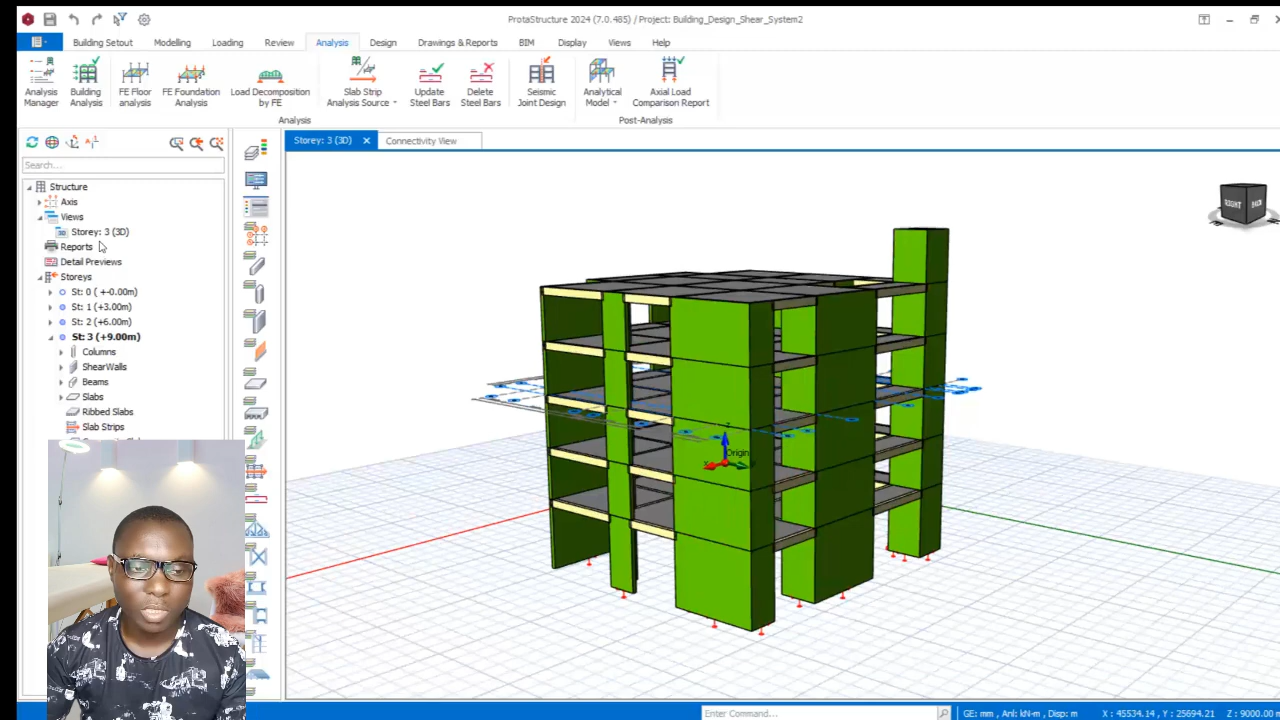 ProtaStructure 2024 (7.0.485) / Project: Building_Design_Shear_System2
Building Setout Modelling Loading Review Analysis Design Drawings & Reports BIM Display Views Help
Analysis Manager
Building Analysis
FE Floor analysis
FE Foundation Analysis
Load Decomposition by FE
Slab Strip Analysis Source
Update Steel Bars
Delete Steel Bars
Seismic Joint Design
Analytical Model
Axial Load Comparison Report
Analysis
Post-Analysis
Storey: 3 (3D)
Connectivity View
Search...
Structure
Axis
Views
Storey: 3 (3D)
Reports
Detail Previews
Storeys
St: 0 ( +-0.00m)
St: 1 (+3.00m)
St: 2 (+6.00m)
St: 3 (+9.00m)
Columns
ShearWalls
Beams
Slabs
Ribbed Slabs
Slab Strips
RIGHT
BACK
z
Origin
Enter Command...
GE: mm , Anl: kN-m , Disp: m
X : 45534.14 , Y : 25694.21
Z : 9000.00 m